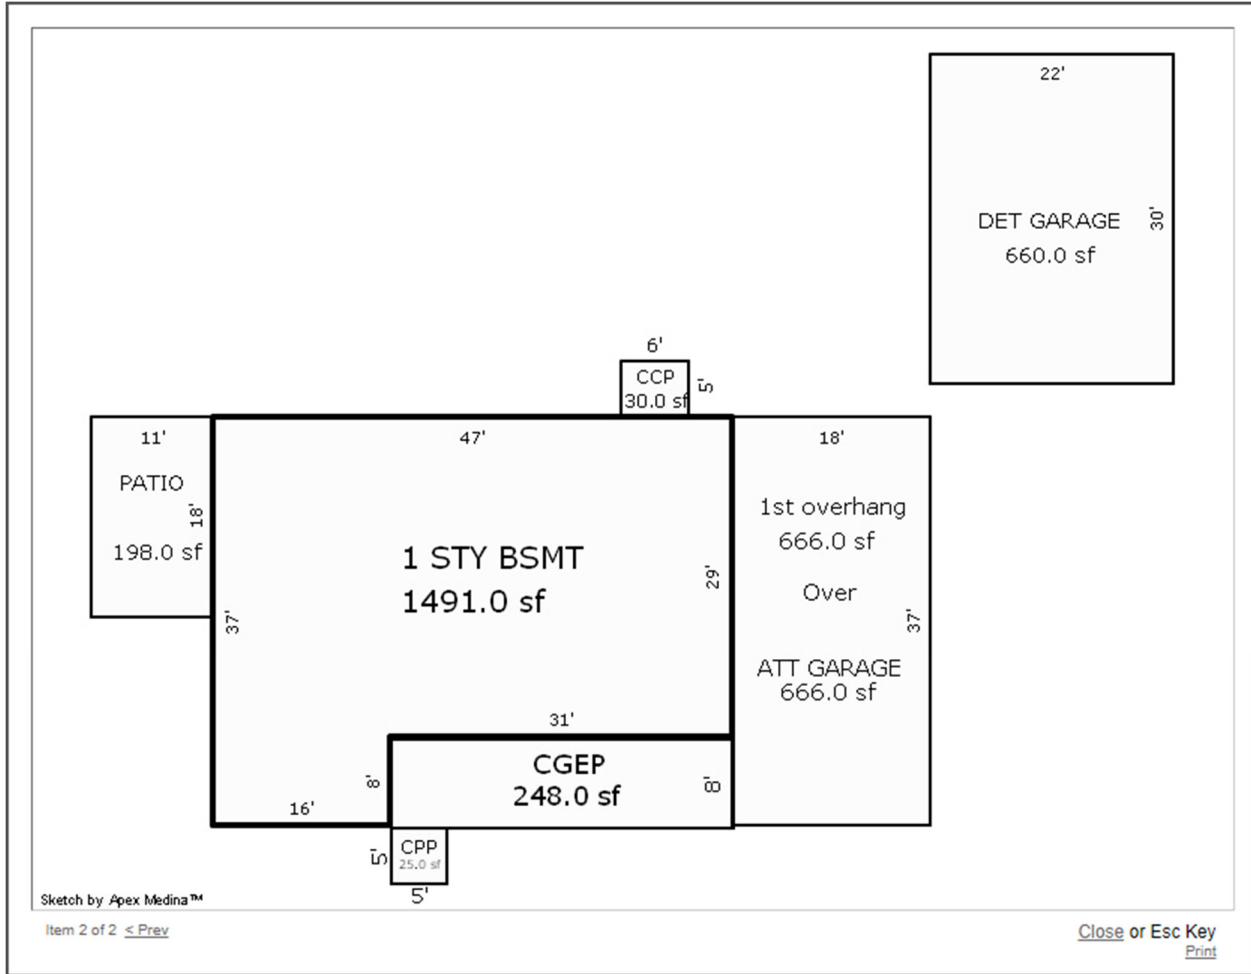 22'
DET GARAGE
660.0 sf
30'
6'
CCP
30.0 sf
5'
11'
PATIO
18'
198.0 sf
47'
1 STY BSMT
1491.0 sf
37'
29'
31'
8'
16'
18'
1st overhang
666.0 sf
Over
ATT GARAGE
666.0 sf
37'
CGEP
248.0 sf
8'
CPP
25.0 sf
5'
5'
Sketch by Apex Medina™
Item 2 of 2 < Prev
Close or Esc Key
Print